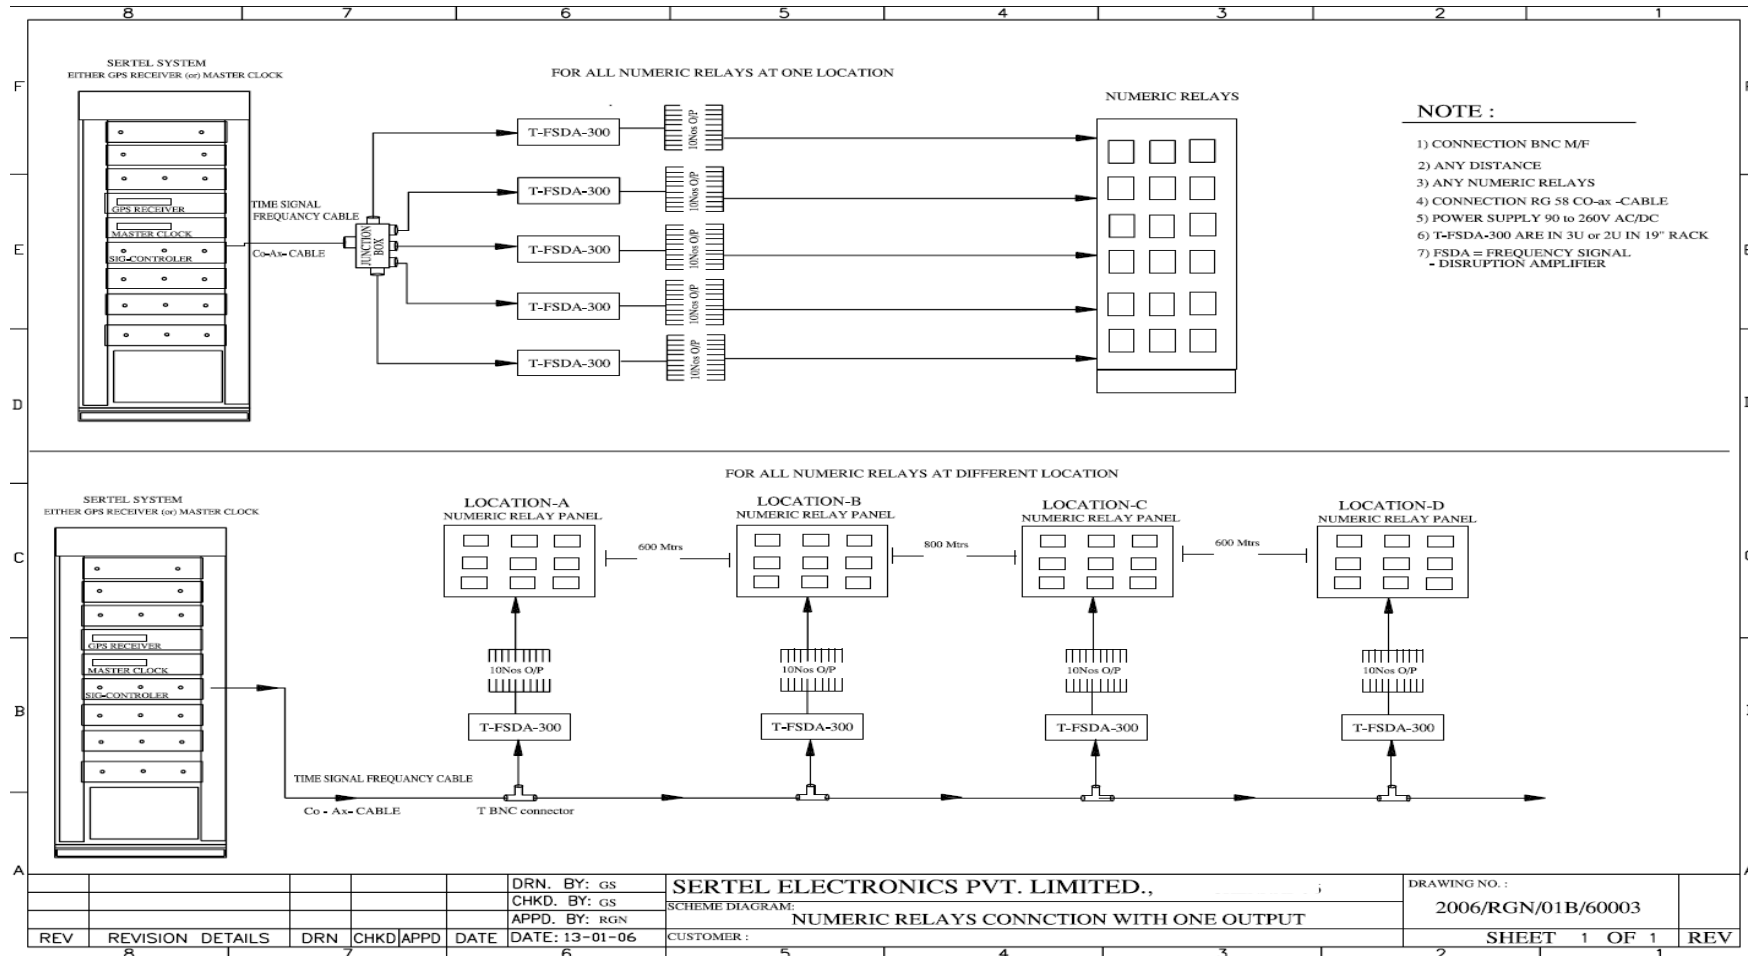 8 7 6 5 4 3 2 1
F
E
D
C
B
A
SERTEL SYSTEM
EITHER GPS RECEIVER (or) MASTER CLOCK
GPS RECEIVER
MASTER CLOCK
SIG-CONTROLER
TIME SIGNAL
FREQUANCY CABLE
Co-Ax-CABLE
JUNCTION
BOX
FOR ALL NUMERIC RELAYS AT ONE LOCATION
T-FSDA-300
10Nos O/P
T-FSDA-300
10Nos O/P
T-FSDA-300
10Nos O/P
T-FSDA-300
10Nos O/P
T-FSDA-300
10Nos O/P
NUMERIC RELAYS
NOTE :
1) CONNECTION BNC M/F
2) ANY DISTANCE
3) ANY NUMERIC RELAYS
4) CONNECTION RG 58 CO-ax -CABLE
5) POWER SUPPLY 90 to 260V AC/DC
6) T-FSDA-300 ARE IN 3U or 2U IN 19" RACK
7) FSDA = FREQUENCY SIGNAL
- DISRUPTION AMPLIFIER
FOR ALL NUMERIC RELAYS AT DIFFERENT LOCATION
SERTEL SYSTEM
EITHER GPS RECEIVER (or) MASTER CLOCK
GPS RECEIVER
MASTER CLOCK
SIG-CONTROLER
LOCATION-A
NUMERIC RELAY PANEL
600 Mtrs
LOCATION-B
NUMERIC RELAY PANEL
800 Mtrs
LOCATION-C
NUMERIC RELAY PANEL
600 Mtrs
LOCATION-D
NUMERIC RELAY PANEL
10Nos O/P 10Nos O/P 10Nos O/P 10Nos O/P
T-FSDA-300 T-FSDA-300 T-FSDA-300 T-FSDA-300
TIME SIGNAL FREQUANCY CABLE
Co - Ax- CABLE
T BNC connector
REV REVISION DETAILS DRN CHKD APPD DATE
DRN. BY: GS
CHKD. BY: GS
APPD. BY: RGN
DATE: 13-01-06
SERTEL ELECTRONICS PVT. LIMITED.,
SCHEME DIAGRAM:
NUMERIC RELAYS CONNCTION WITH ONE OUTPUT
CUSTOMER :
DRAWING NO. :
2006/RGN/01B/60003
SHEET 1 OF 1 REV
8 7 6 5 4 3 2 1